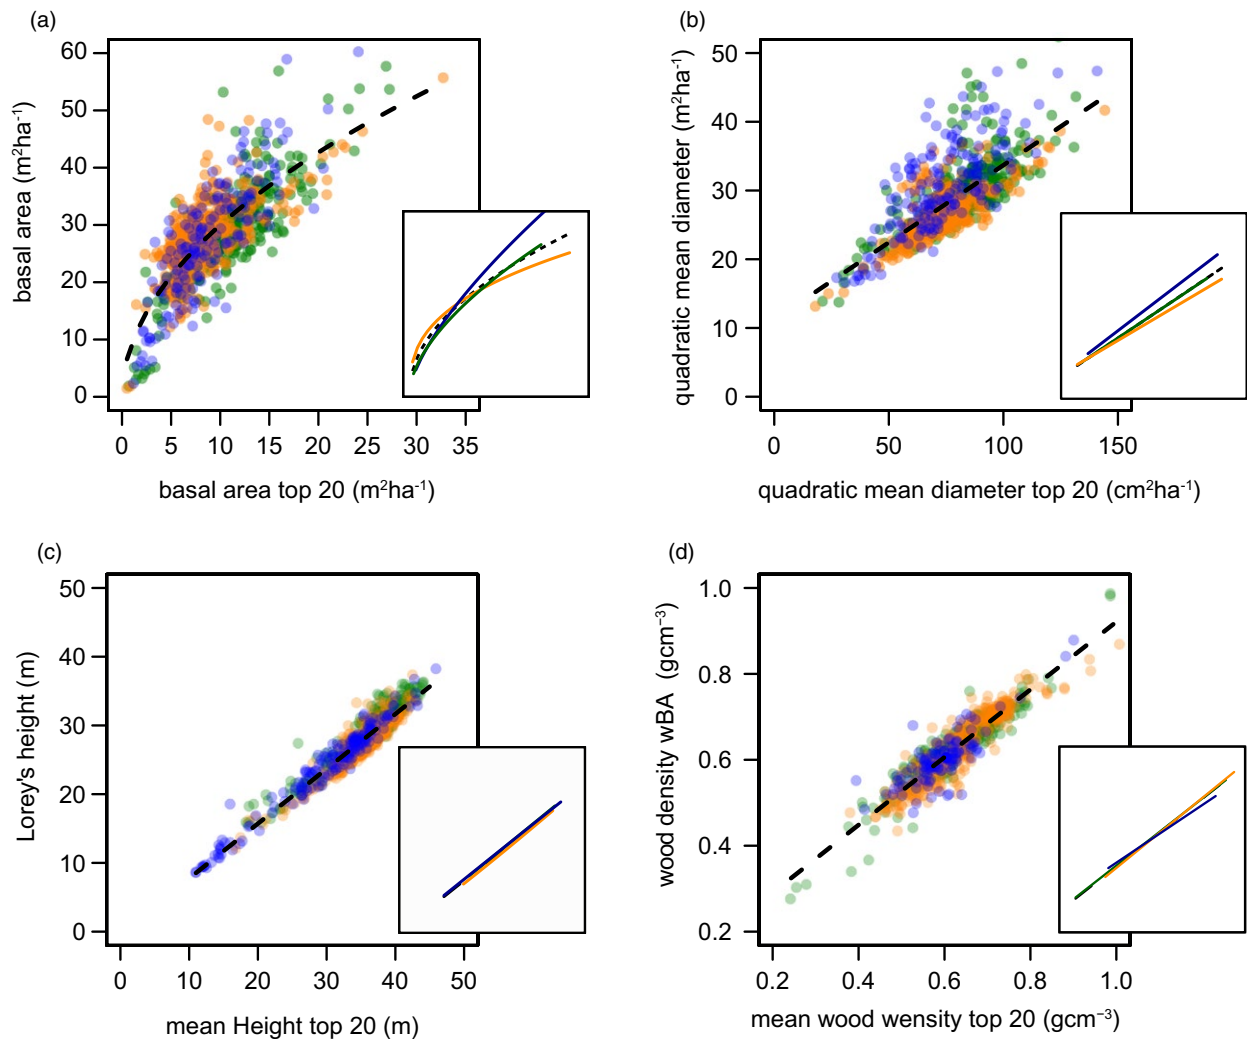 (a)
60
50
40
30
20
10
0
basal area (m²ha⁻¹)
0 5 10 15 20 25 30 35
basal area top 20 (m²ha⁻¹)
(b)
50
40
30
20
10
0
quadratic mean diameter (m²ha⁻¹)
0 50 100 150
quadratic mean diameter top 20 (cm²ha⁻¹)
(c)
50
40
30
20
10
0
Lorey's height (m)
0 10 20 30 40 50
mean Height top 20 (m)
(d)
1.0
0.8
0.6
0.4
0.2
wood density wBA (gcm⁻³)
0.2 0.4 0.6 0.8 1.0
mean wood wensity top 20 (gcm⁻³)